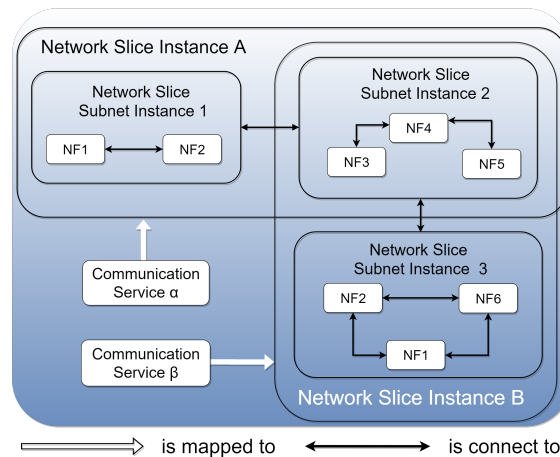 Network Slice Instance A
Network Slice
Subnet Instance 1
NF1
NF2
Network Slice
Subnet Instance 2
NF4
NF3
NF5
Network Slice
Subnet Instance 3
NF2
NF6
NF1
Communication
Service α
Communication
Service β
Network Slice Instance B
is mapped to
is connect to